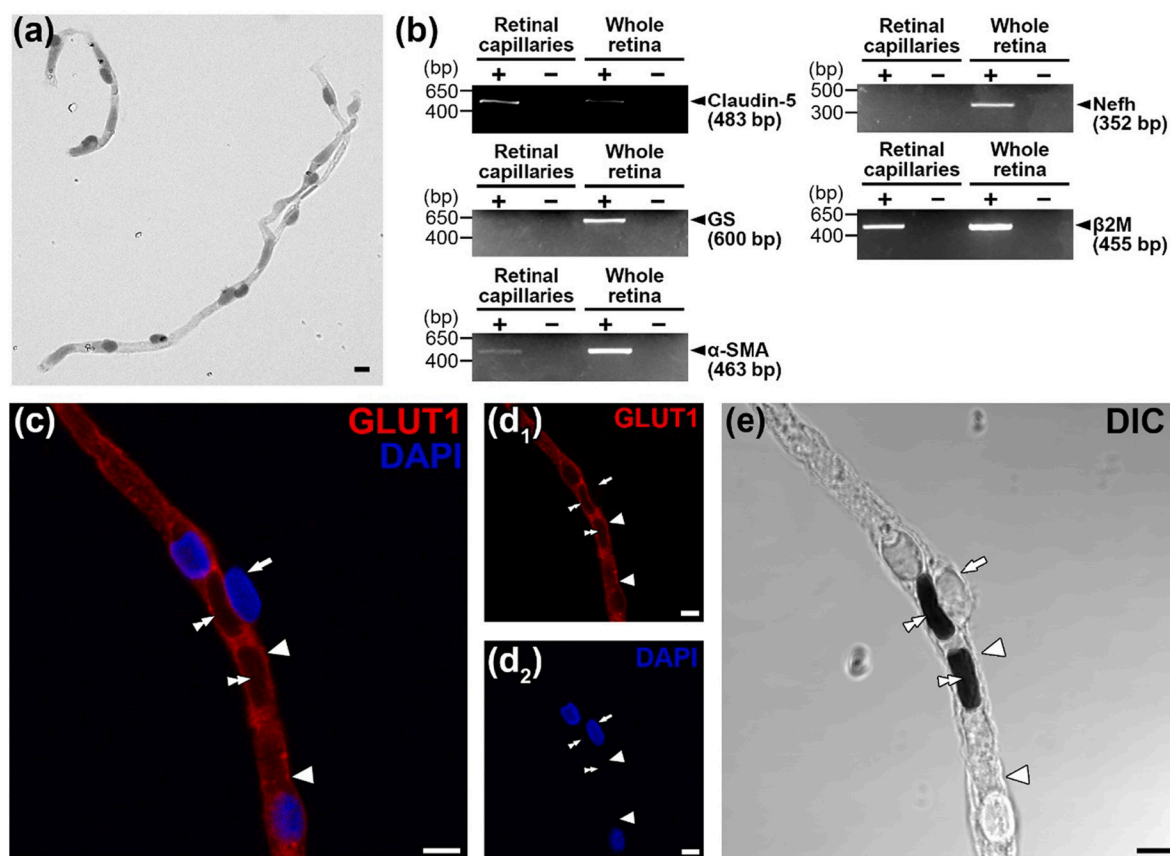 (a)
(b)
Retinal capillaries Whole retina
(bp) + − + −
650
400
Claudin-5
(483 bp)
Retinal capillaries Whole retina
(bp) + − + −
650
400
GS
(600 bp)
Retinal capillaries Whole retina
(bp) + − + −
650
400
α-SMA
(463 bp)
Retinal capillaries Whole retina
(bp) + − + −
500
300
Nefh
(352 bp)
Retinal capillaries Whole retina
(bp) + − + −
650
400
β2M
(455 bp)
(c) GLUT1
DAPI
(d₁) GLUT1
(d₂) DAPI
(e) DIC